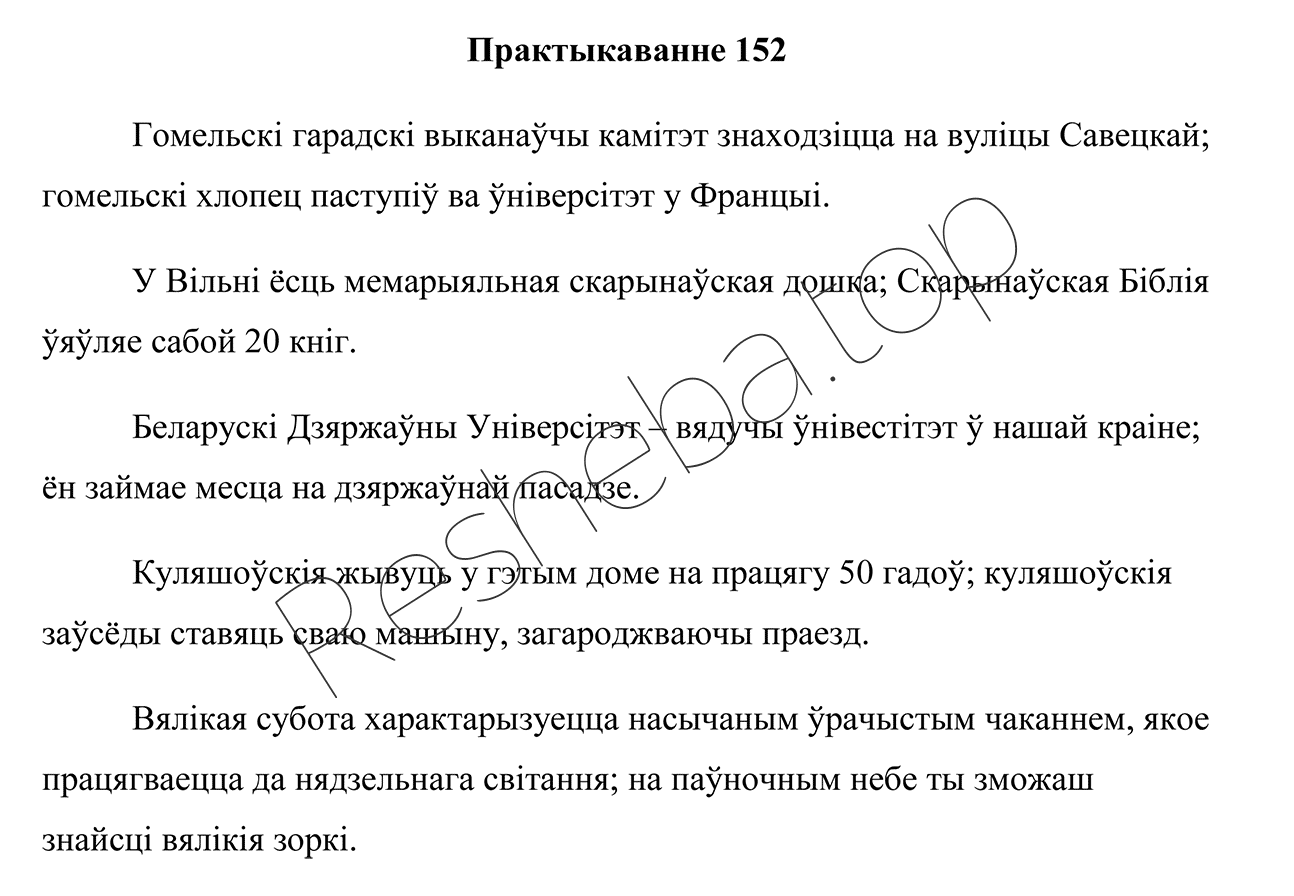 Практыкаванне 152
Гомельскі гарадскі выканаўчы камітэт знаходзіцца на вуліцы Савецкай;
гомельскі хлопец паступіў ва ўніверсітэт у Францыі.
У Вільні ёсць мемарыяльная скарынаўская дошка; Скарынаўская Біблія
ўяўляе сабой 20 кніг.
Беларускі Дзяржаўны Універсітэт – вядучы ўнівестітэт ў нашай краіне;
ён займае месца на дзяржаўнай пасадзе.
Куляшоўскія жывуць у гэтым доме на працягу 50 гадоў; куляшоўскія
заўсёды ставяць сваю машыну, загароджваючы праезд.
Вялікая субота характарызуецца насычаным ўрачыстым чаканнем, якое
працягваецца да нядзельнага світання; на паўночным небе ты зможаш
знайсці вялікія зоркі.
Resheba.top